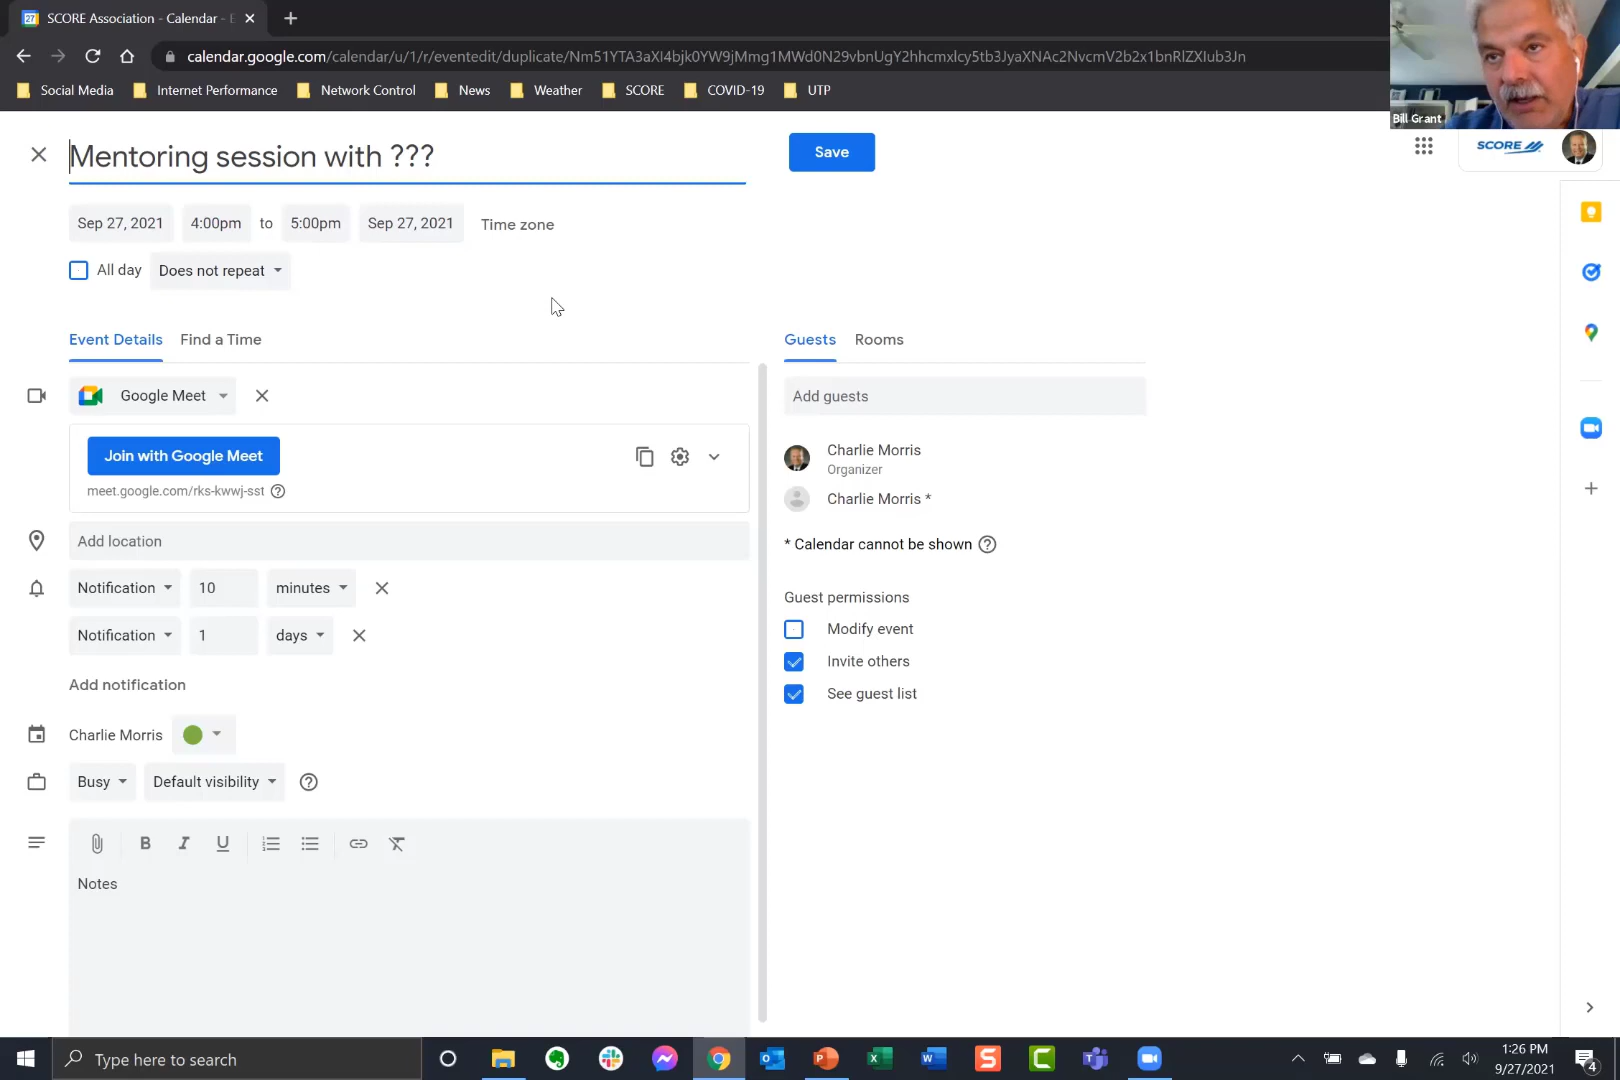 SCORE Association - Calendar - E
calendar.google.com/calendar/u/1/r/eventedit/duplicate/Nm51YTA3aXI4bjk0YW9jMmg1MWd0N29vbnUgY2hhcmxlcy5tb3JyaXNAc2NvcmV2b2x1bnRlZXIub3Jn
Social Media Internet Performance Network Control News Weather SCORE COVID-19 UTP
Bill Grant
Mentoring session with ???
Save
SCORE
Sep 27, 2021 4:00pm to 5:00pm Sep 27, 2021 Time zone
All day Does not repeat
Event Details Find a Time
Guests Rooms
Google Meet
Add guests
Join with Google Meet
meet.google.com/rks-kwwj-sst
Charlie Morris
Organizer
Charlie Morris *
* Calendar cannot be shown
Add location
Notification 10 minutes
Notification 1 days
Add notification
Guest permissions
Modify event
Invite others
See guest list
Charlie Morris
Busy Default visibility
Notes
Type here to search
1:26 PM
9/27/2021
4